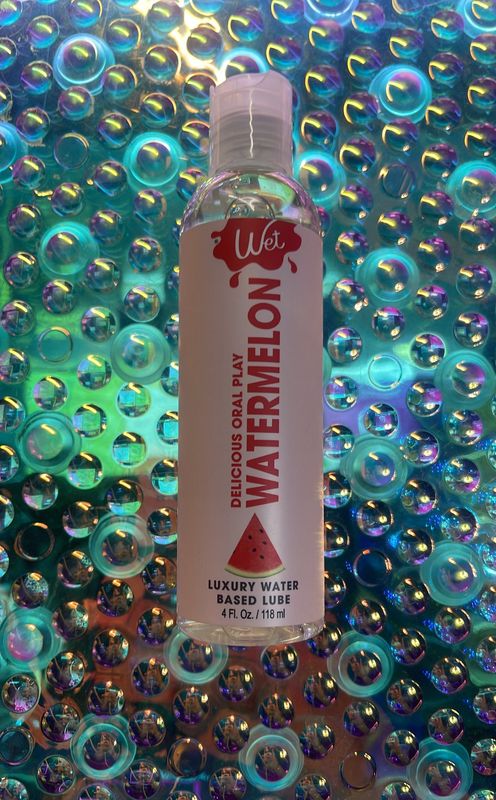 Wet
DELICIOUS ORAL PLAY
WATERMELON
LUXURY WATER
BASED LUBE
4 Fl. Oz. / 118 ml